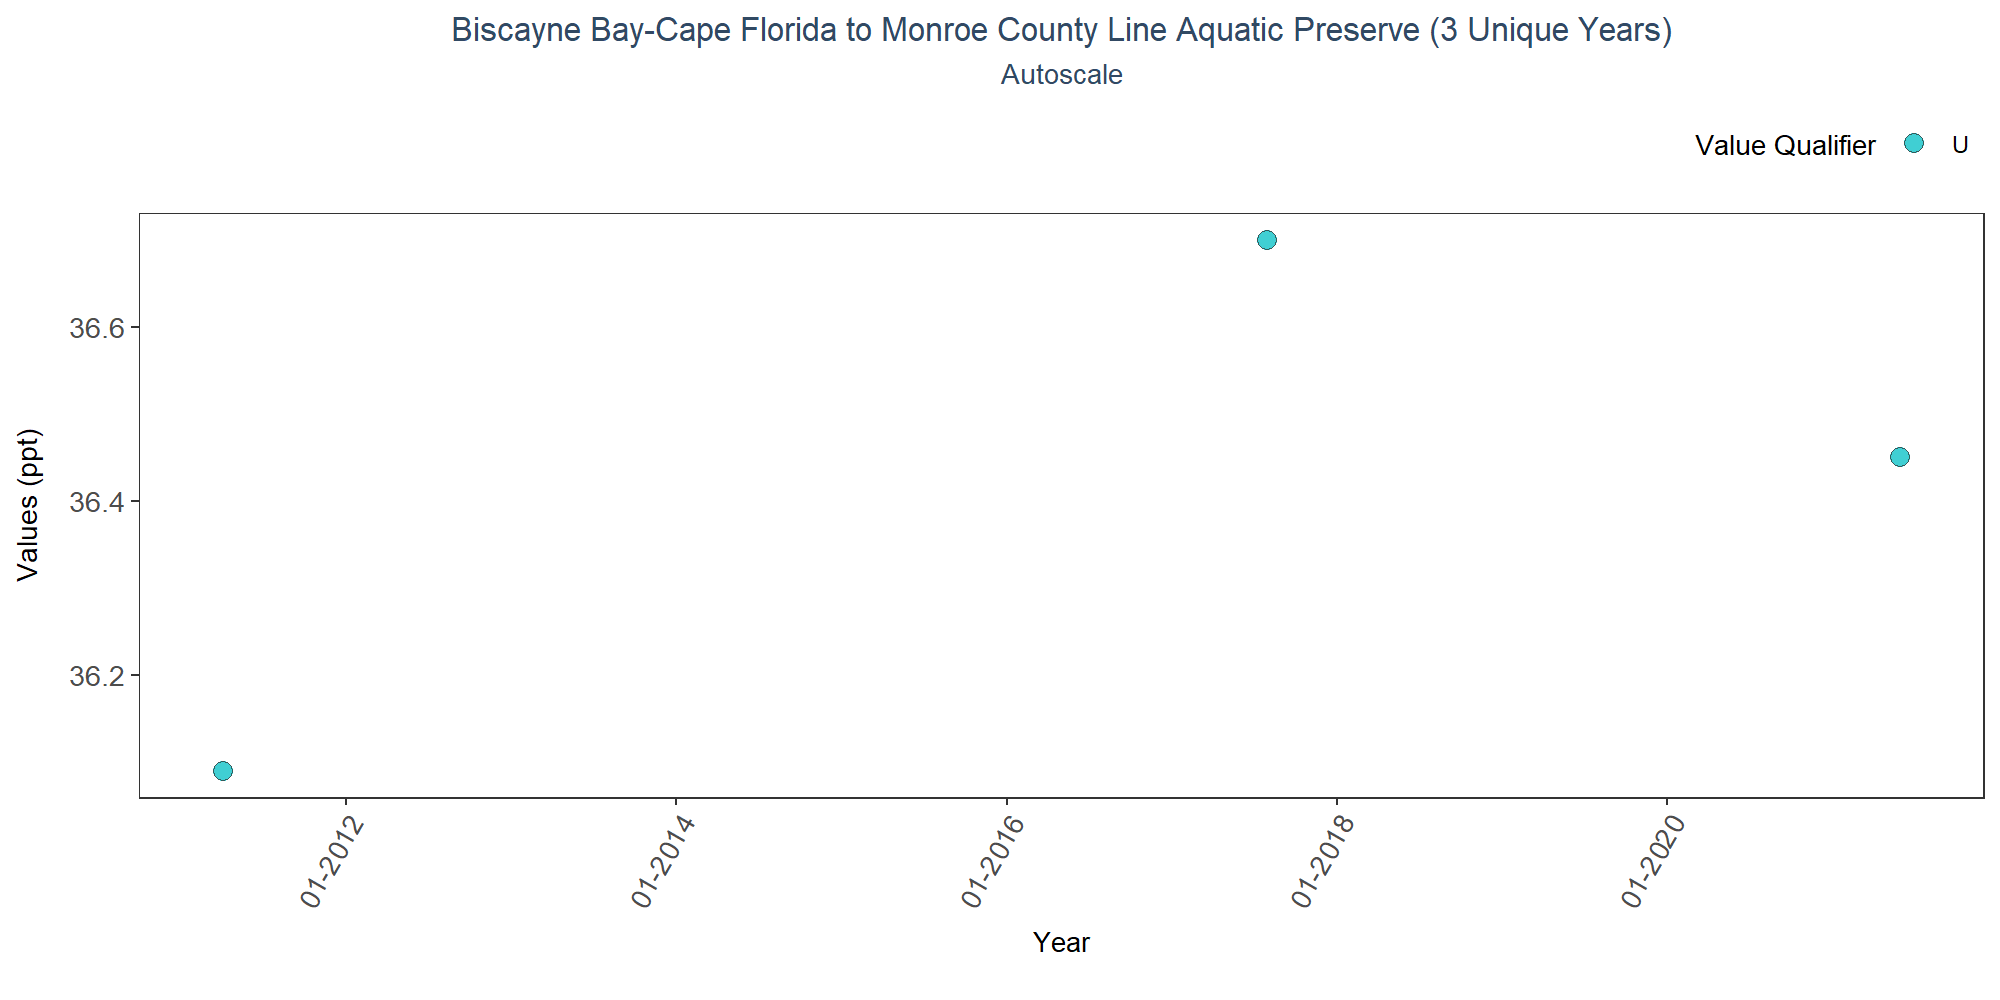 Biscayne Bay-Cape Florida to Monroe County Line Aquatic Preserve (3 Unique Years)
Autoscale
Value Qualifier U
36.6
36.4
36.2
Values (ppt)
01-2012 01-2014 01-2016 01-2018 01-2020
Year